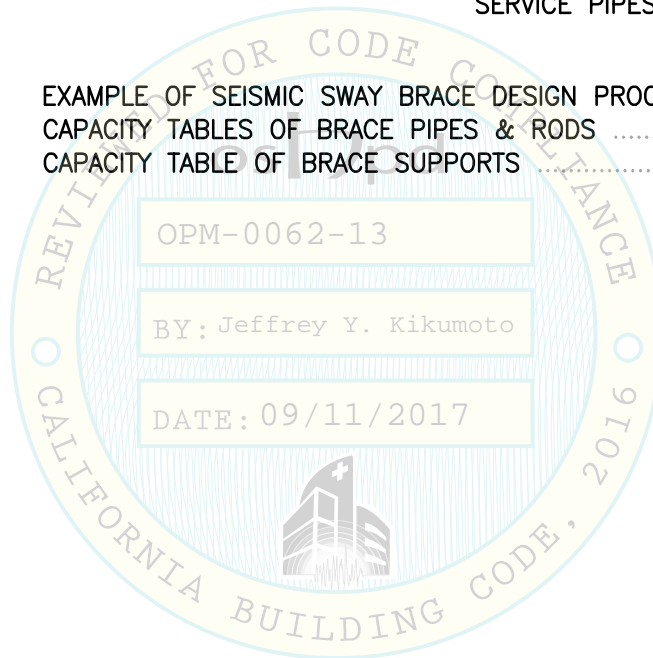 SERVICE PIPES
EXAMPLE OF SEISMIC SWAY BRACE DESIGN PROC
CAPACITY TABLES OF BRACE PIPES & RODS ......
CAPACITY TABLE OF BRACE SUPPORTS ..................
REVIEWED FOR CODE COMPLIANCE
oshpd
OPM-0062-13
BY: Jeffrey Y. Kikumoto
DATE: 09/11/2017
CALIFORNIA BUILDING CODE, 2016